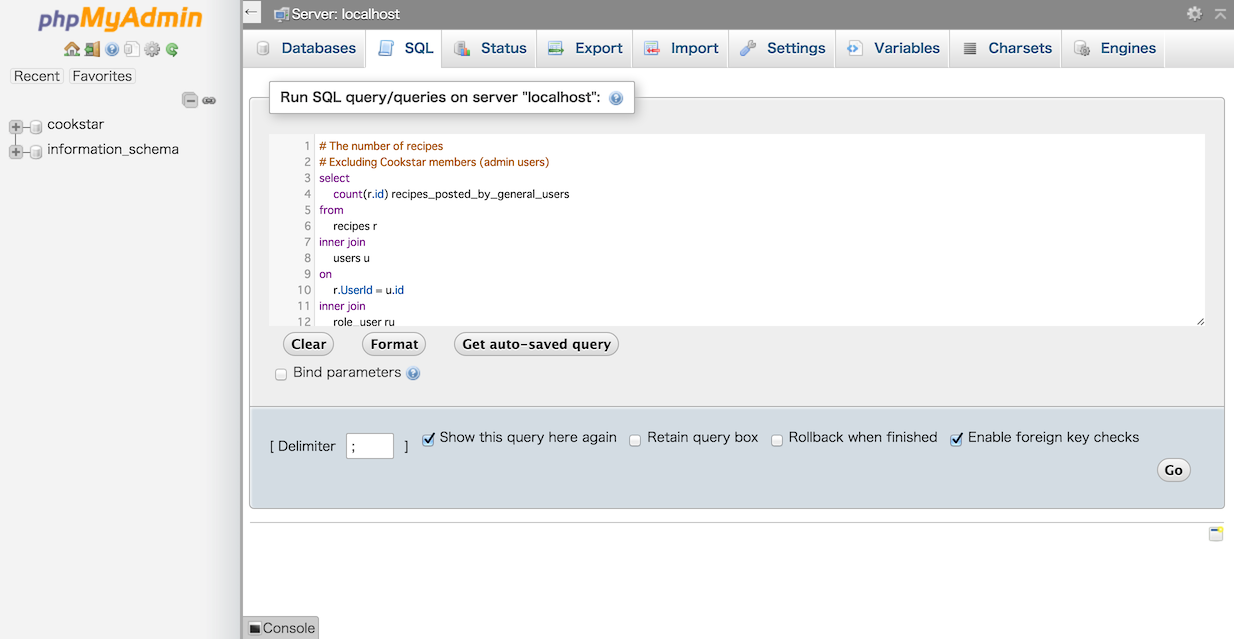 phpMyAdmin
Recent Favorites
cookstar
information_schema
Server: localhost
Databases SQL Status Export Import Settings Variables Charsets Engines
Run SQL query/queries on server "localhost":
1 # The number of recipes
2 # Excluding Cookstar members (admin users)
3 select
4 count(r.id) recipes_posted_by_general_users
5 from
6 recipes r
7 inner join
8 users u
9 on
10 r.UserId = u.id
11 inner join
12 role_user ru
Clear Format Get auto-saved query
Bind parameters
[ Delimiter ; ] Show this query here again Retain query box Rollback when finished Enable foreign key checks
Go
Console